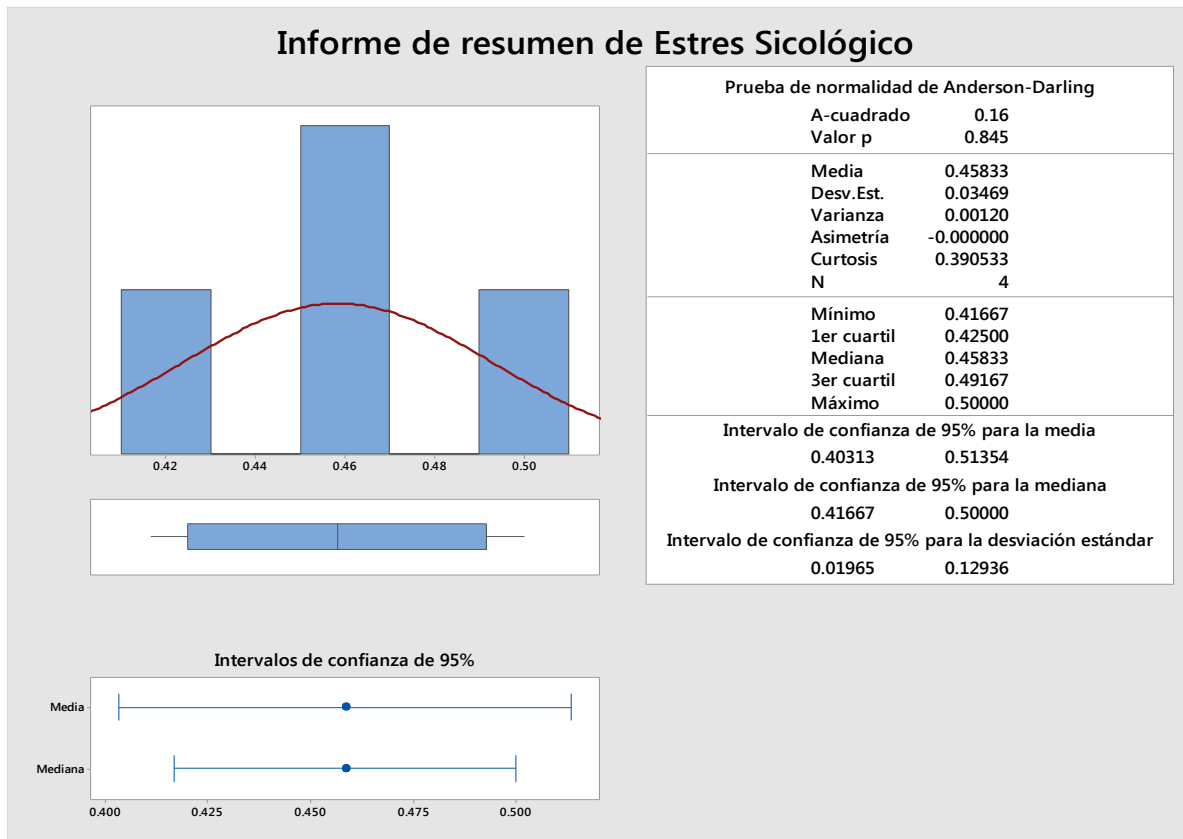 Informe de resumen de Estres Sicológico
0.42 0.44 0.46 0.48 0.50
Intervalos de confianza de 95%
Media
Mediana
0.400 0.425 0.450 0.475 0.500
Prueba de normalidad de Anderson-Darling
A-cuadrado 0.16
Valor p 0.845
Media 0.45833
Desv.Est. 0.03469
Varianza 0.00120
Asimetría -0.000000
Curtosis 0.390533
N 4
Mínimo 0.41667
1er cuartil 0.42500
Mediana 0.45833
3er cuartil 0.49167
Máximo 0.50000
Intervalo de confianza de 95% para la media
0.40313 0.51354
Intervalo de confianza de 95% para la mediana
0.41667 0.50000
Intervalo de confianza de 95% para la desviación estándar
0.01965 0.12936